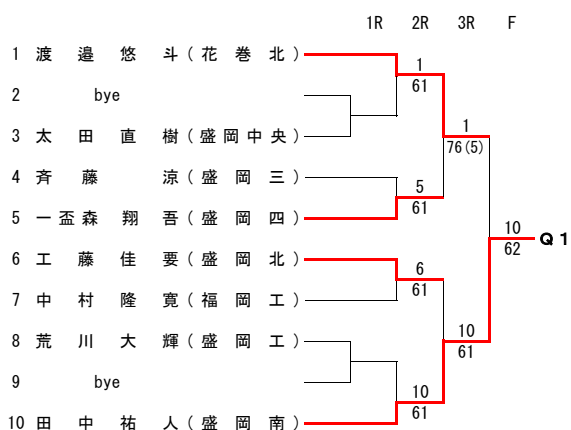 1R 2R 3R F
1 渡邉悠斗(花巻北)
1
61
2 bye
3 太田直樹(盛岡中央)
1
76(5)
4 斉藤涼(盛岡三)
5
61
5 一盃森翔吾(盛岡四)
10
62
Q1
6 工藤佳要(盛岡北)
6
61
7 中村隆寛(福岡工)
8 荒川大輝(盛岡工)
10
61
9 bye
10
61
10 田中祐人(盛岡南)